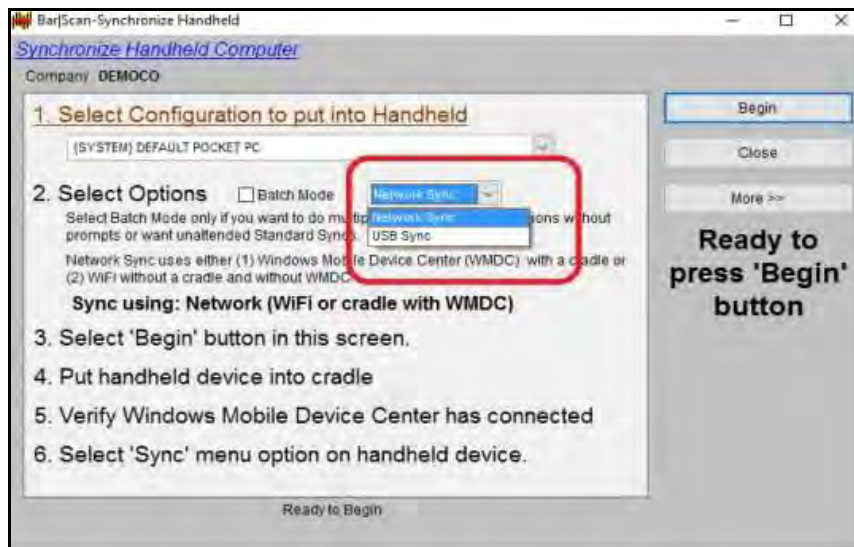 Bar|Scan-Synchronize Handheld
Synchronize Handheld Computer
Company DEMOCO
1. Select Configuration to put into Handheld
(SYSTEM) DEFAULT POCKET PC
2. Select Options Batch Mode Network Sync
Network Sync
USB Sync
Select Batch Mode only if you want to do ions without
prompts or want unattended Standard Syncs.
Network Sync uses either (1) Windows Mobile Device Center (WMDC) with a cradle or
(2) WiFi without a cradle and without WMDC
Sync using: Network (WiFi or cradle with WMDC)
3. Select 'Begin' button in this screen.
4. Put handheld device into cradle
5. Verify Windows Mobile Device Center has connected
6. Select 'Sync' menu option on handheld device.
Ready to Begin
Begin
Close
More >>
Ready to
press 'Begin'
button